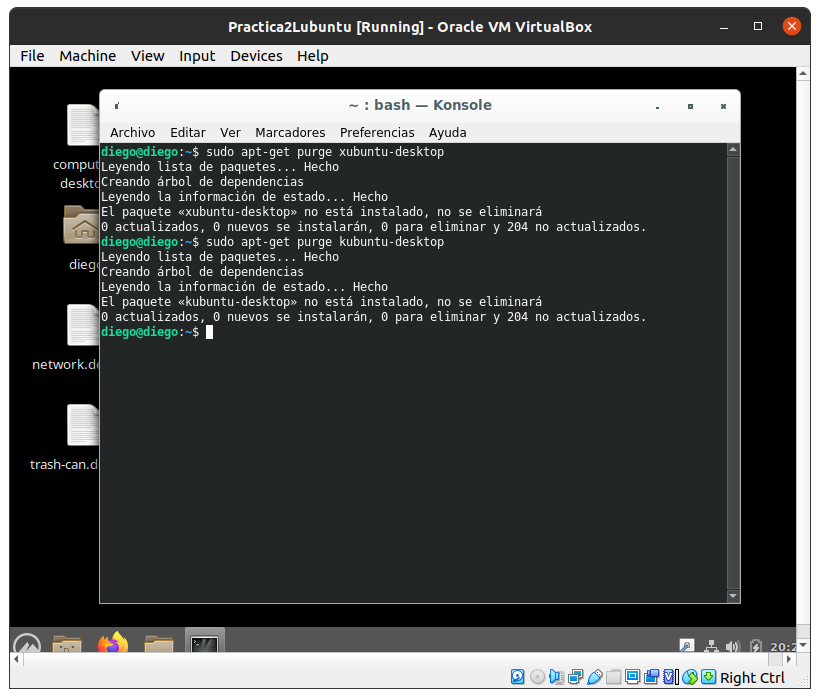 Practica2Lubuntu [Running] - Oracle VM VirtualBox
File Machine View Input Devices Help
~ : bash — Konsole
Archivo Editar Ver Marcadores Preferencias Ayuda
diego@diego:~$ sudo apt-get purge xubuntu-desktop
Leyendo lista de paquetes... Hecho
Creando árbol de dependencias
Leyendo la información de estado... Hecho
El paquete «xubuntu-desktop» no está instalado, no se eliminará
0 actualizados, 0 nuevos se instalarán, 0 para eliminar y 204 no actualizados.
diego@diego:~$ sudo apt-get purge kubuntu-desktop
Leyendo lista de paquetes... Hecho
Creando árbol de dependencias
Leyendo la información de estado... Hecho
El paquete «kubuntu-desktop» no está instalado, no se eliminará
0 actualizados, 0 nuevos se instalarán, 0 para eliminar y 204 no actualizados.
diego@diego:~$
comput
deskto
diego
network.de
trash-can.d
20:2
Right Ctrl